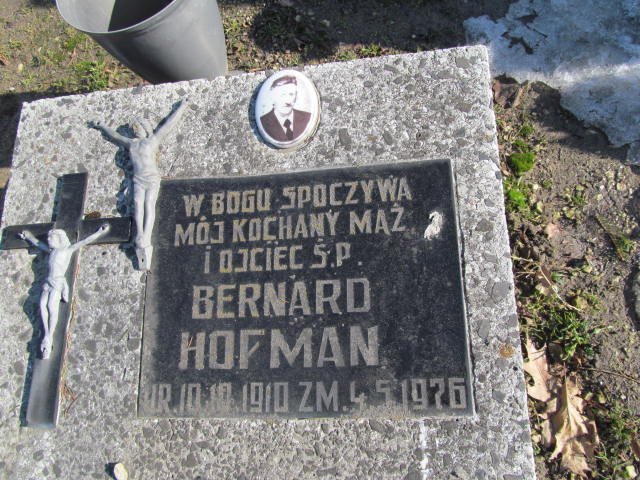 W BOGU SPOCZYWA
MÓJ KOCHANY MĄŻ
I OJCIEC Ś.P.
BERNARD
HOFMAN
UR.10.10.1910 ZM.4.5.1976